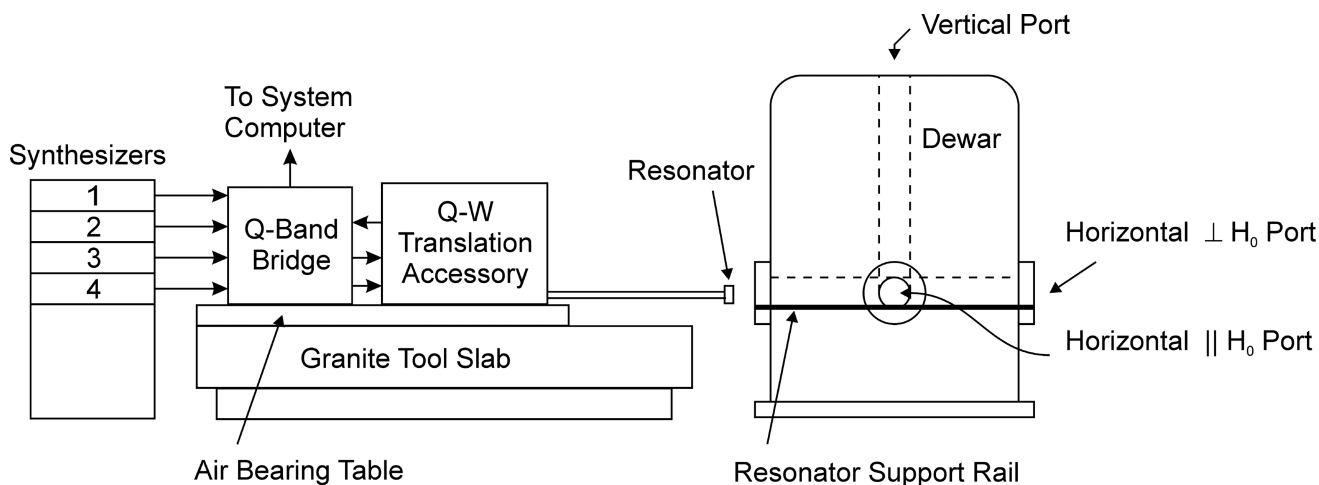 Vertical Port
To System
Computer
Dewar
Synthesizers
Resonator
1
2
3
4
Q-Band
Bridge
Q-W
Translation
Accessory
Horizontal ⊥ H₀ Port
Horizontal || H₀ Port
Granite Tool Slab
Air Bearing Table
Resonator Support Rail